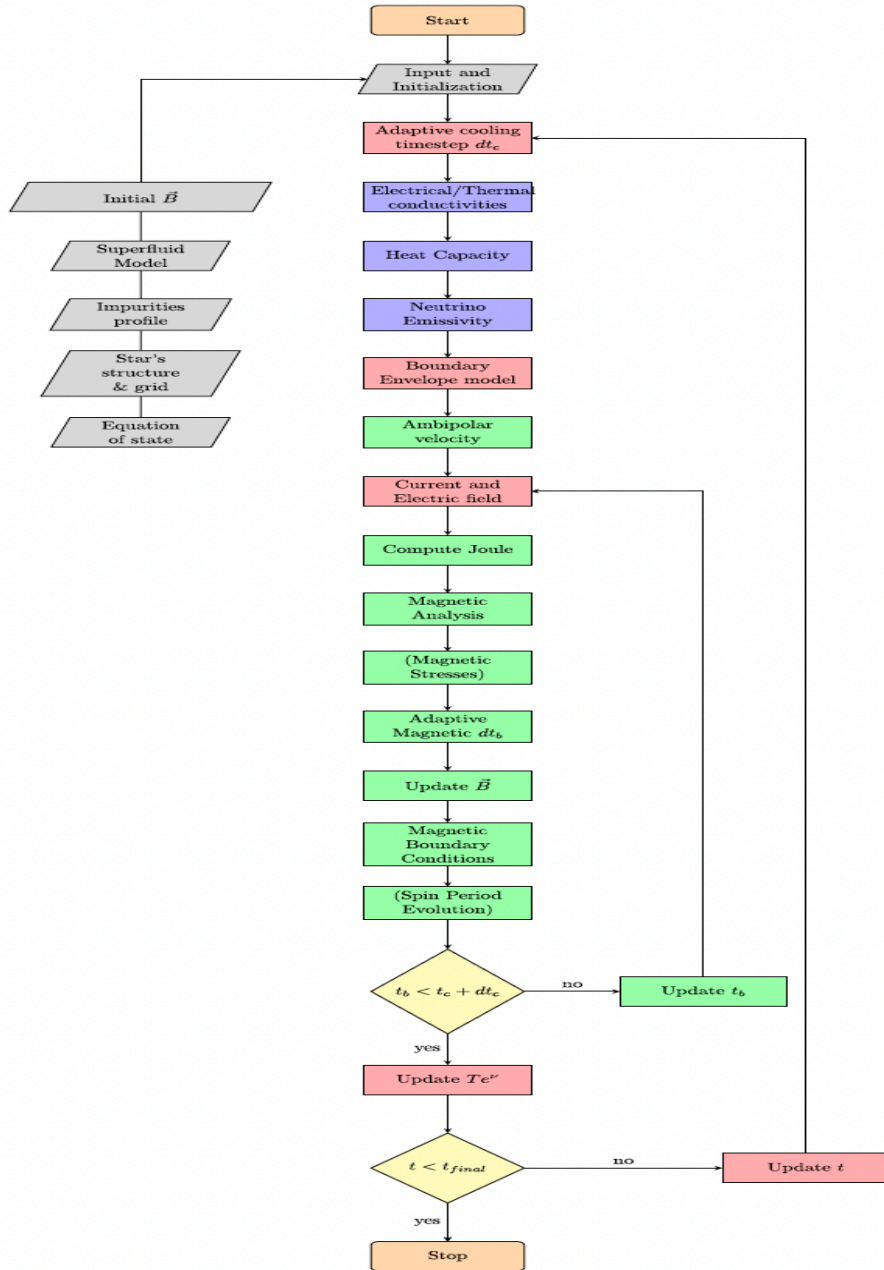 Start
Input and
Initialization
Adaptive cooling
timestep dt_c
Initial \vec{B}
Superfluid
Model
Impurities
profile
Star's
structure
& grid
Equation
of state
Electrical/Thermal
conductivities
Heat Capacity
Neutrino
Emissivity
Boundary
Envelope model
Ambipolar
velocity
Current and
Electric field
Compute Joule
Magnetic
Analysis
(Magnetic
Stresses)
Adaptive
Magnetic dt_b
Update \vec{B}
Magnetic
Boundary
Conditions
(Spin Period
Evolution)
t_b < t_c + dt_c
no
Update t_b
yes
Update Te^ν
t < t_{final}
no
Update t
yes
Stop